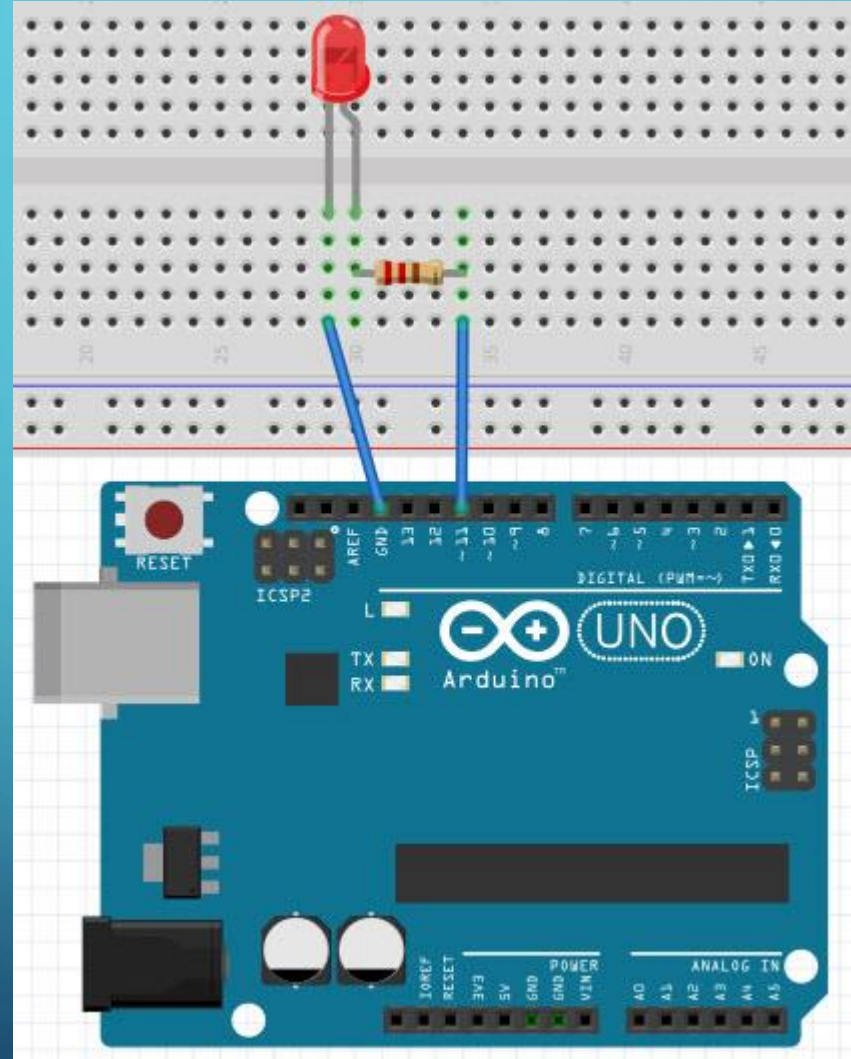 20 25 30 35 40 45
RESET
ICSP2
AREF
GND
13
12
~11
~10
~9
8
7
~6
~5
4
~3
2
TX0▶1
RX0◀0
DIGITAL (PWM=~)
L
TX
RX
Arduino™
UNO
ON
1
ICSP
IOREF
RESET
3V3
5V
GND
GND
VIN
POWER
ANALOG IN
A0
A1
A2
A3
A4
A5